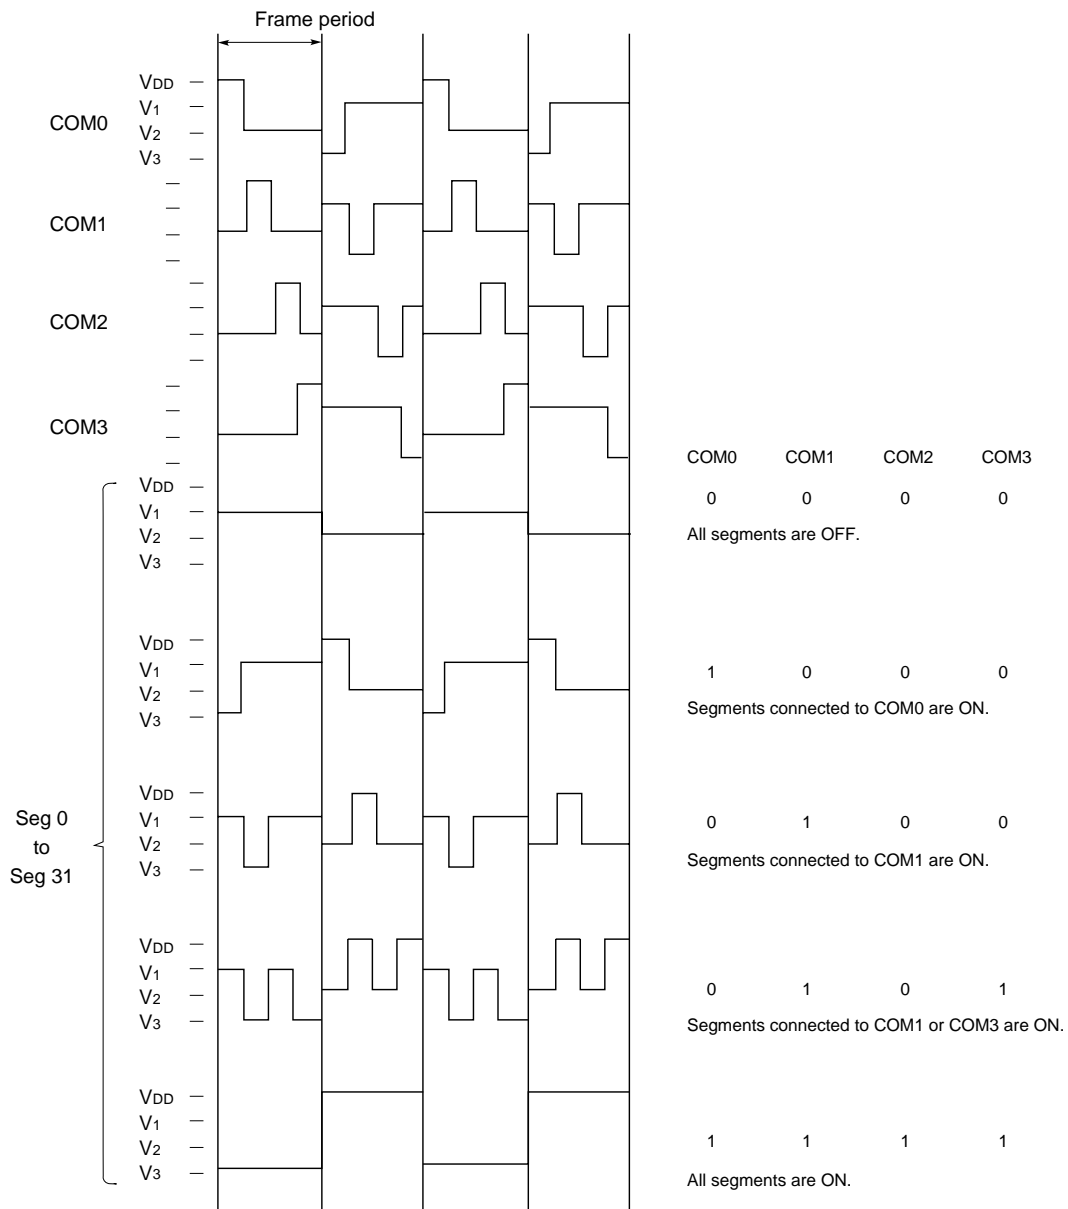 Frame period
VDD
V1
COM0
V2
V3
COM1
COM2
COM3
COM0 COM1 COM2 COM3
VDD
0 0 0 0
V1
V2
All segments are OFF.
V3
VDD
V1
1 0 0 0
V2
V3
Segments connected to COM0 are ON.
VDD
Seg 0
V1
0 1 0 0
to
V2
Segments connected to COM1 are ON.
V3
Seg 31
VDD
V1
V2
0 1 0 1
V3
Segments connected to COM1 or COM3 are ON.
VDD
V1
V2
1 1 1 1
V3
All segments are ON.